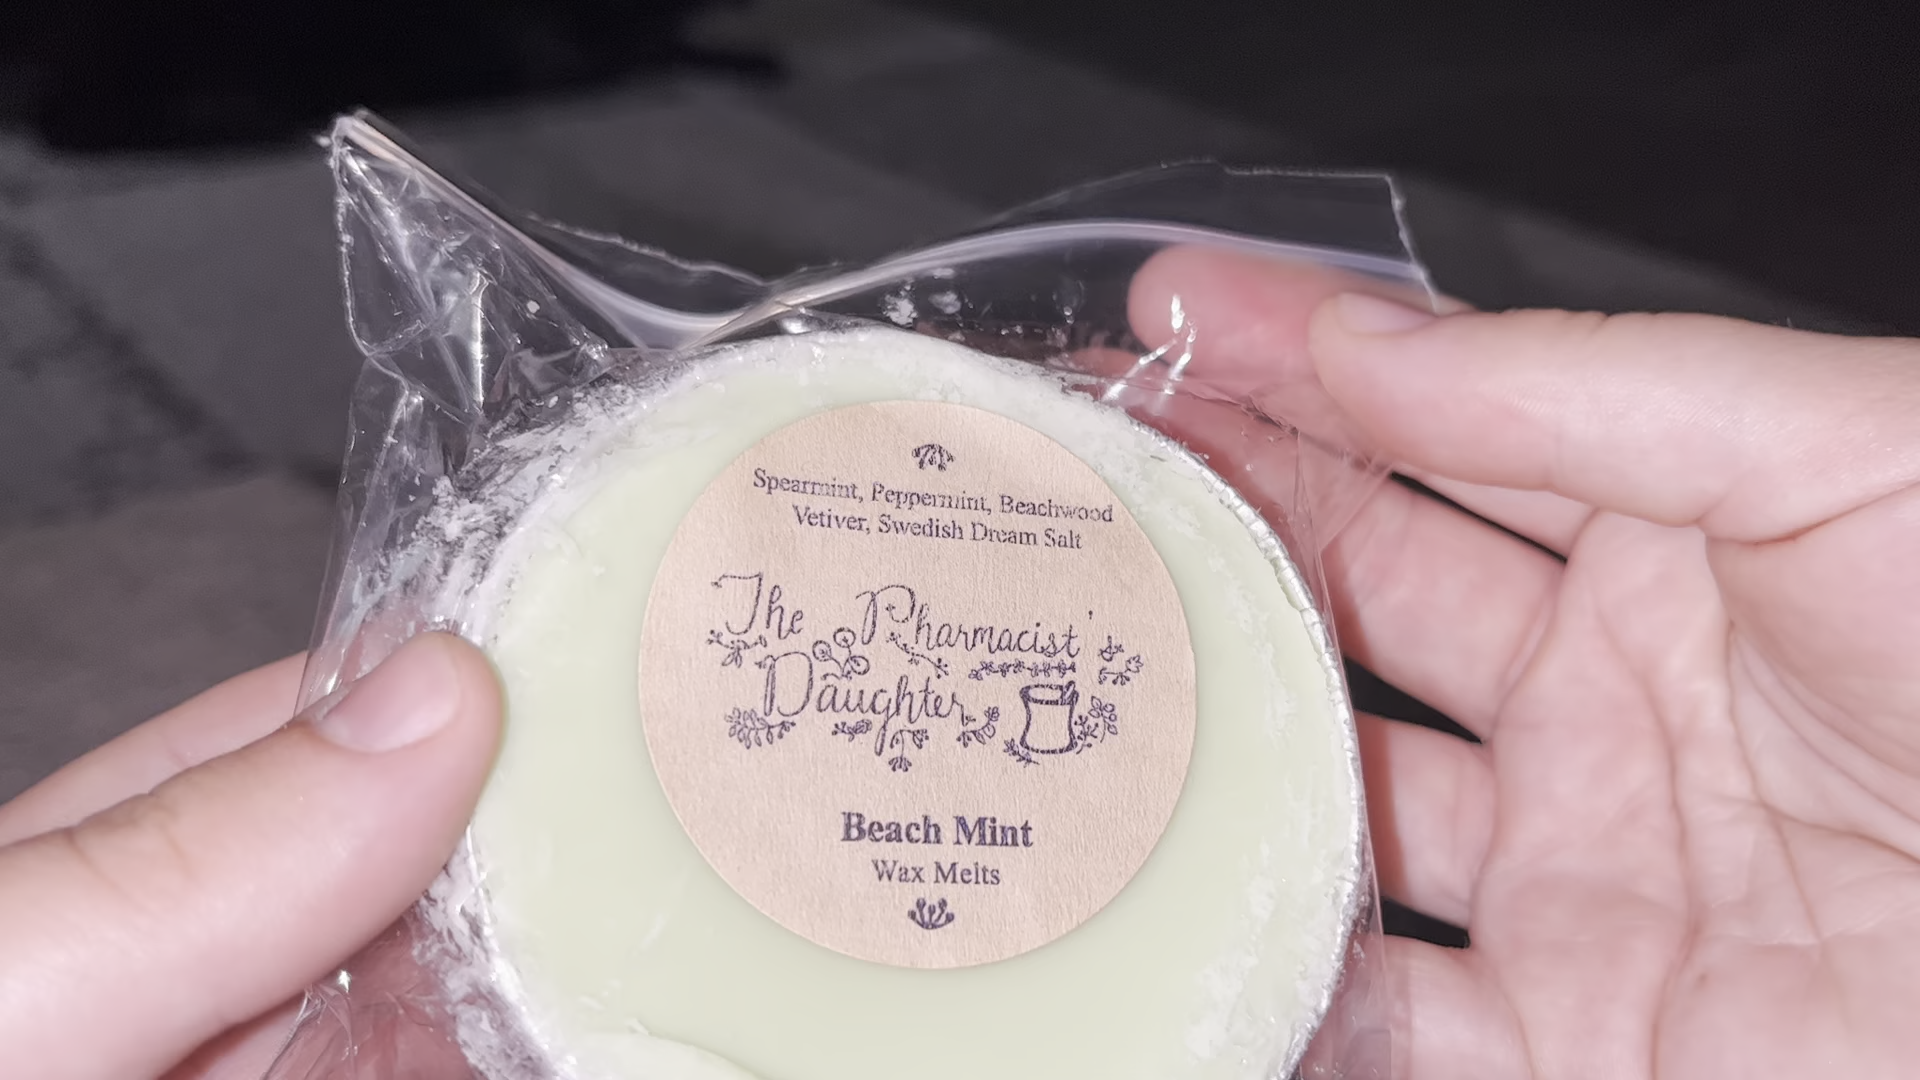 Spearmint, Peppermint, Beachwood
Vetiver, Swedish Dream Salt
The Pharmacist's
Daughter
Beach Mint
Wax Melts